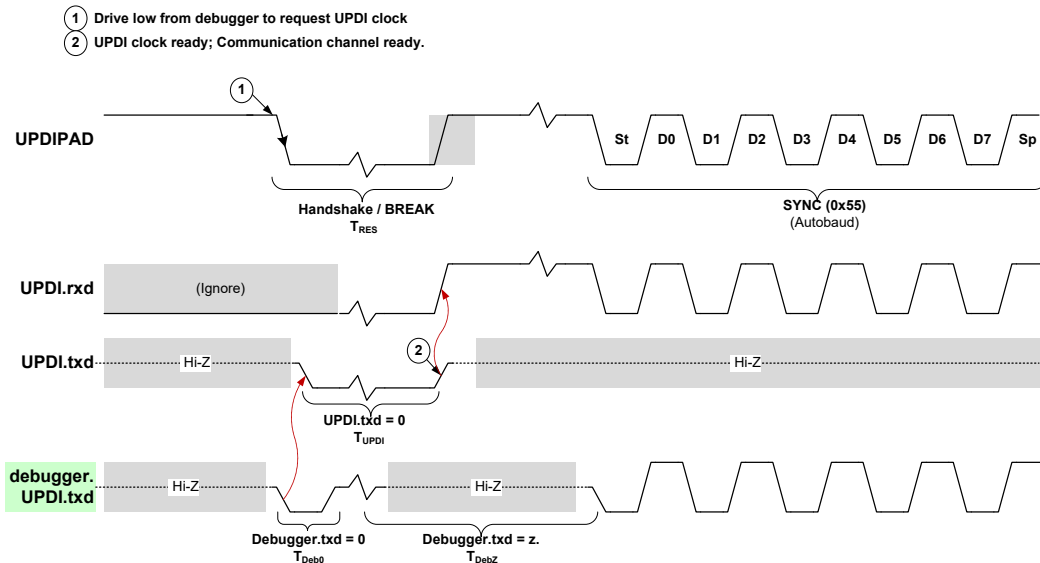 1 Drive low from debugger to request UPDI clock
2 UPDI clock ready; Communication channel ready.
1
UPDIPAD
St D0 D1 D2 D3 D4 D5 D6 D7 Sp
Handshake / BREAK
TRES
SYNC (0x55)
(Autobaud)
UPDI.rxd
(Ignore)
UPDI.txd
Hi-Z
2
Hi-Z
UPDI.txd = 0
TUPDI
debugger.
UPDI.txd
Hi-Z
Hi-Z
Debugger.txd = 0
TDeb0
Debugger.txd = z.
TDebZ